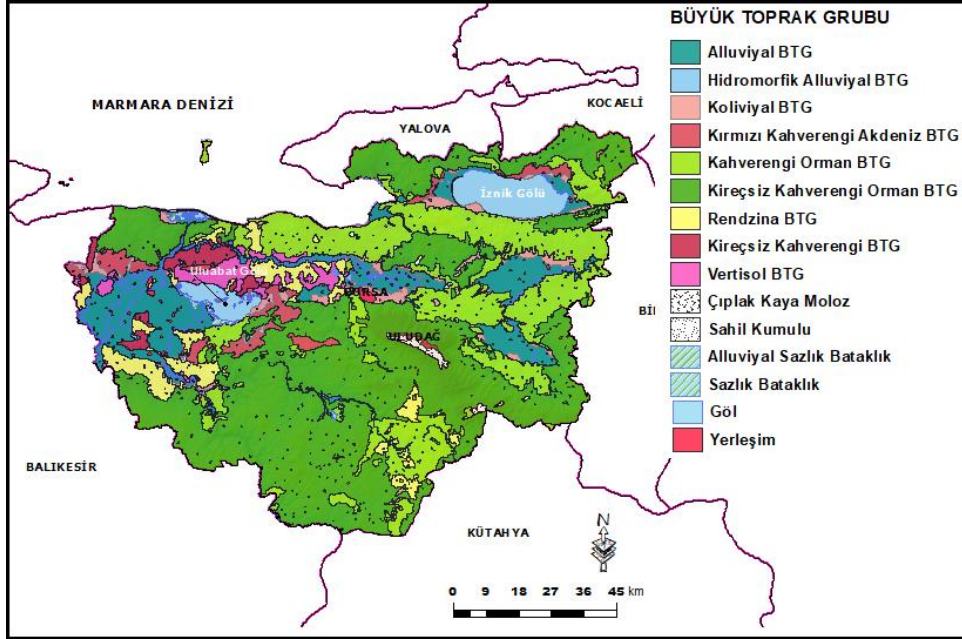 BÜYÜK TOPRAK GRUBU
Alluviyal BTG
Hidromorfik Alluviyal BTG
Koliviyal BTG
Kırmızı Kahverengi Akdeniz BTG
Kahverengi Orman BTG
Kireçsiz Kahverengi Orman BTG
Rendzina BTG
Kireçsiz Kahverengi BTG
Vertisol BTG
Çıplak Kaya Moloz
Sahil Kumulu
Alluviyal Sazlık Bataklık
Sazlık Bataklık
Göl
Yerleşim
MARMARA DENİZİ
KOCAELİ
YALOVA
İznik Gölü
Uluabat Gölü
BURSA
Bİ
ULUDAĞ
BALIKESİR
KÜTAHYA
N
0 9 18 27 36 45 km